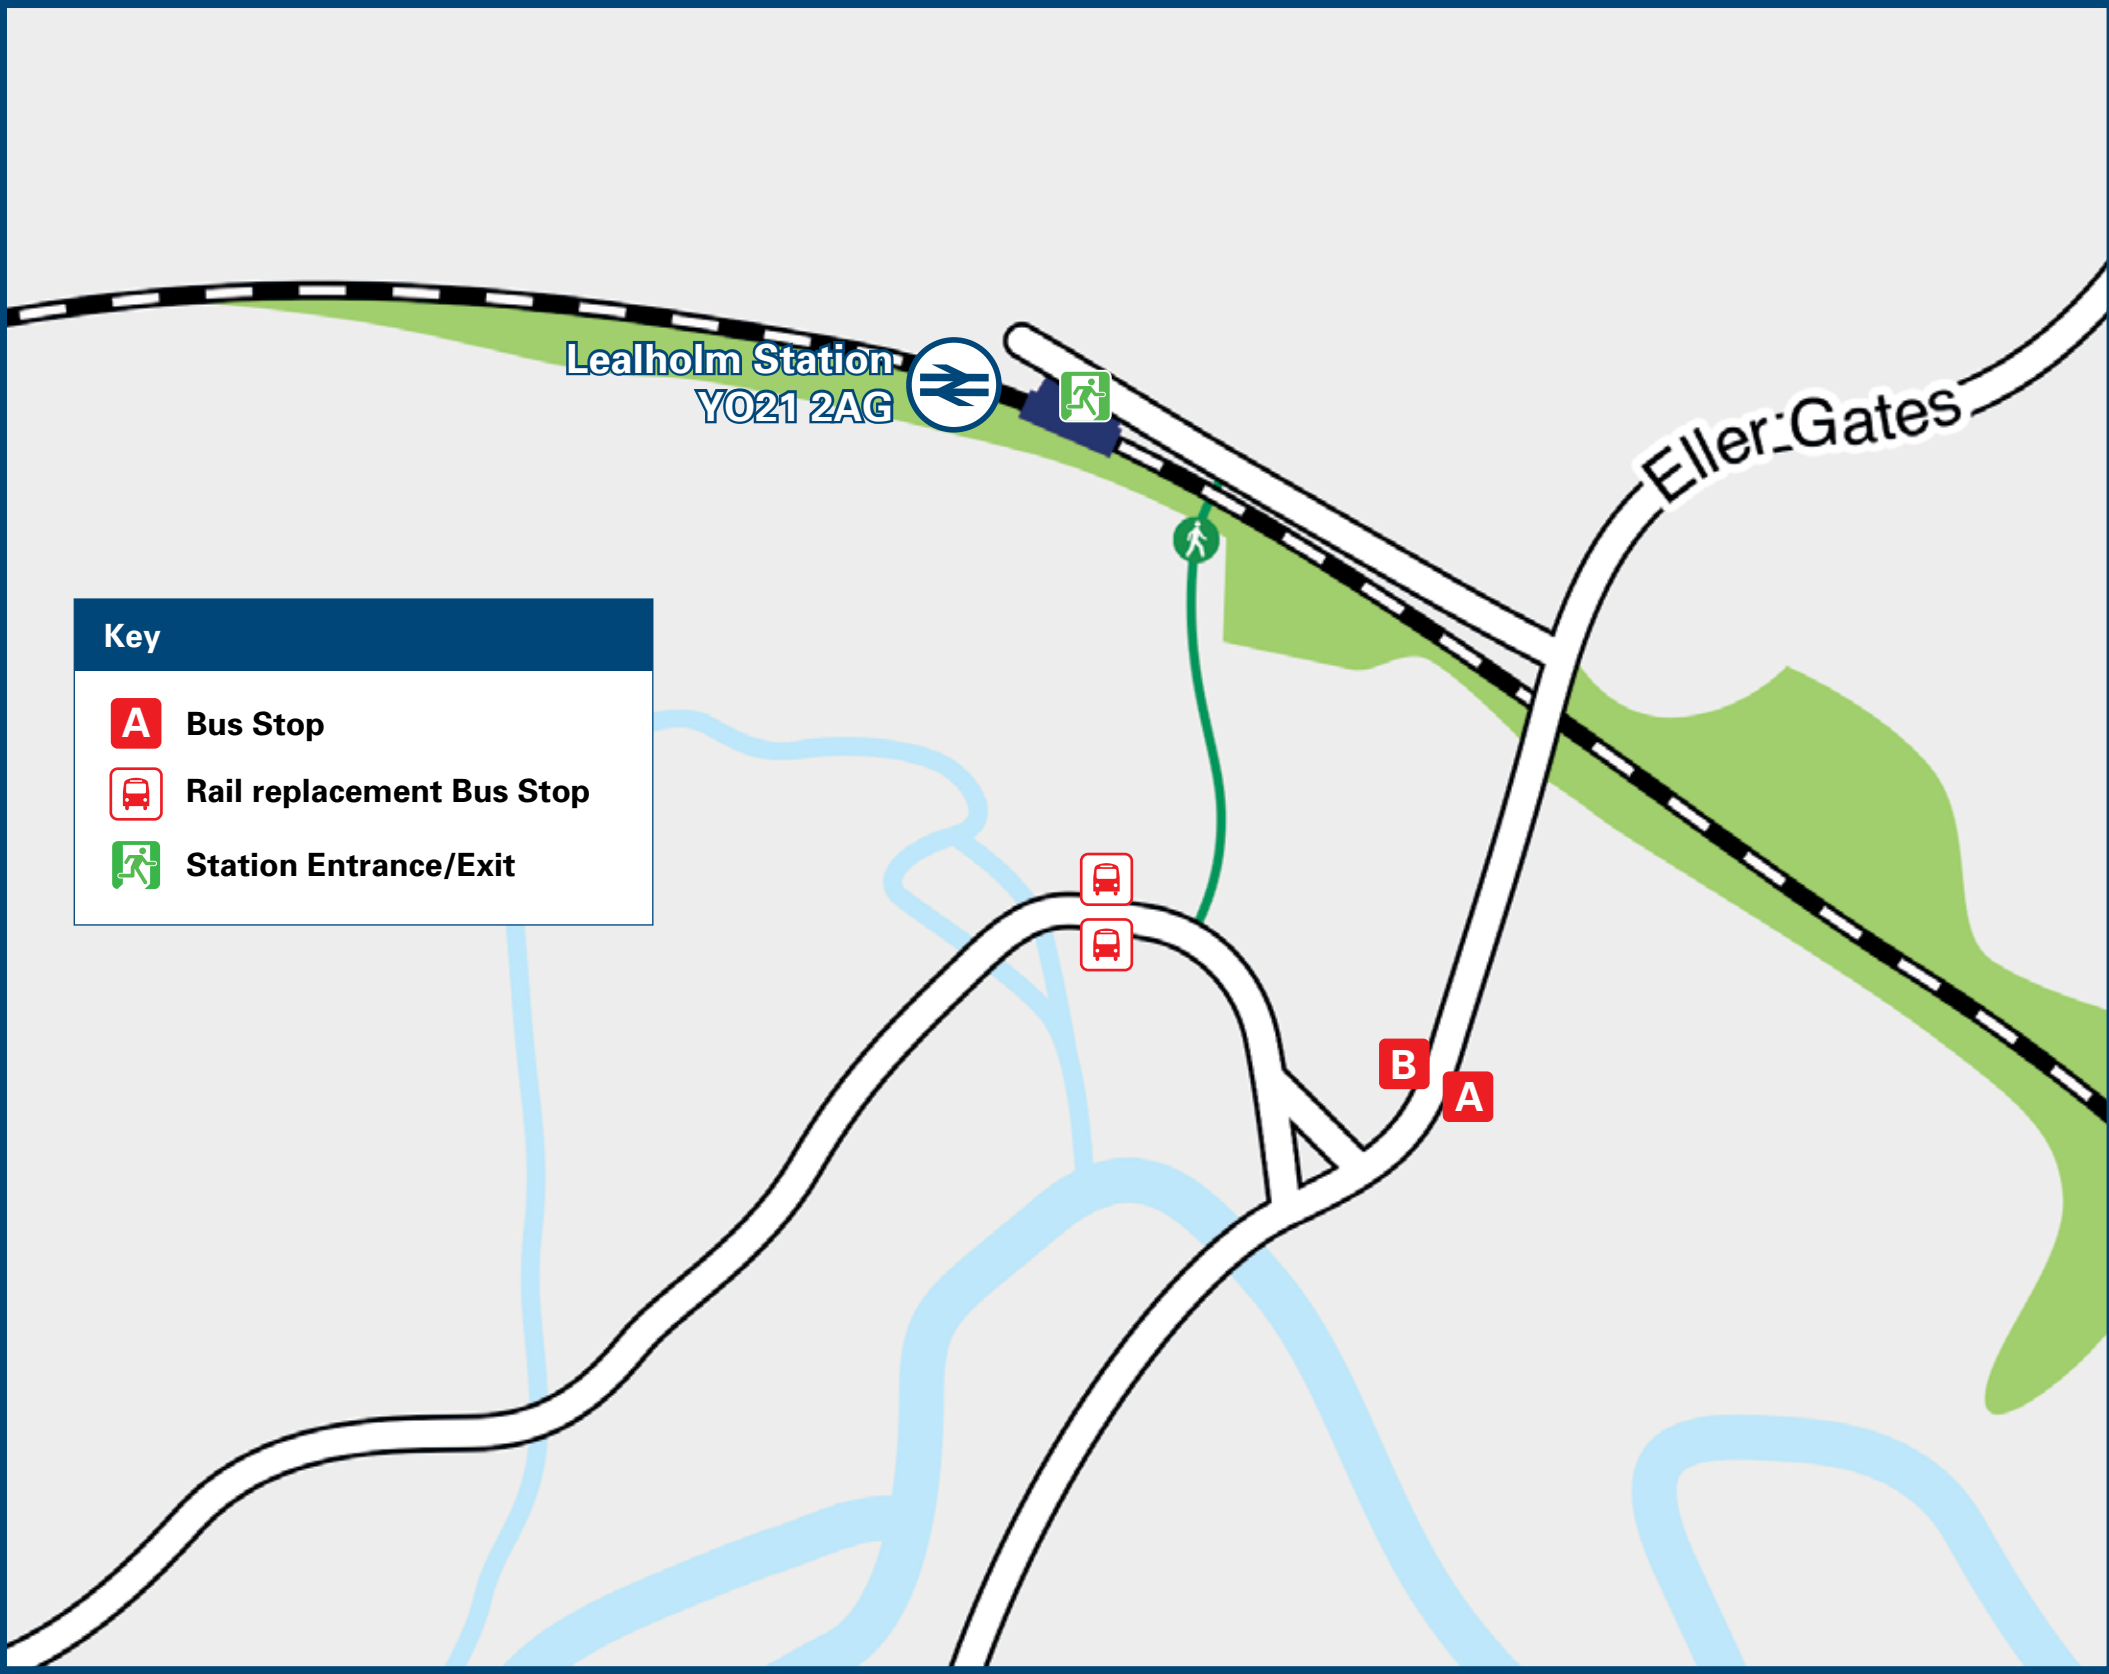 Lealholm Station
YO21 2AG
Eller Gates
Key
A Bus Stop
Rail replacement Bus Stop
Station Entrance/Exit
B
A